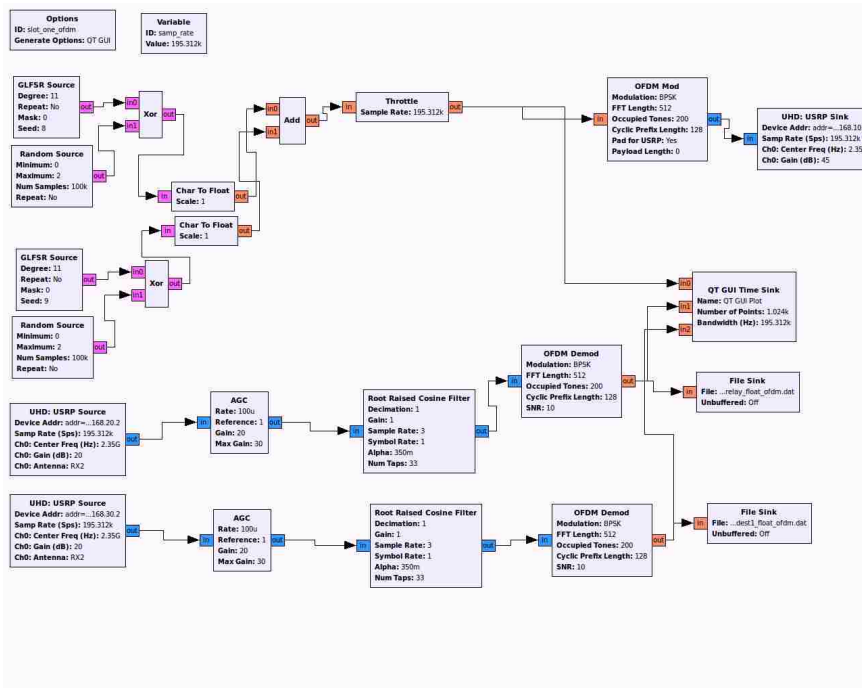 Options
ID: slot_one_ofdm
Generate Options: QT GUI
Variable
ID: samp_rate
Value: 195.312k
GLFSR Source
Degree: 11
Repeat: No
Mask: 0
Seed: 8
out
in0
in1
Xor
out
Random Source
Minimum: 0
Maximum: 2
Num Samples: 100k
Repeat: No
out
in
Char To Float
Scale: 1
out
in
Char To Float
Scale: 1
out
in0
in1
Add
out
in
Throttle
Sample Rate: 195.312k
out
in
OFDM Mod
Modulation: BPSK
FFT Length: 512
Occupied Tones: 200
Cyclic Prefix Length: 128
Pad for USRP: Yes
Payload Length: 0
out
in
UHD: USRP Sink
Device Addr: addr=...168.10
Samp Rate (Sps): 195.312k
Ch0: Center Freq (Hz): 2.35
Ch0: Gain (dB): 45
GLFSR Source
Degree: 11
Repeat: No
Mask: 0
Seed: 9
out
in0
in1
Xor
out
Random Source
Minimum: 0
Maximum: 2
Num Samples: 100k
Repeat: No
out
in0
in1
in2
QT GUI Time Sink
Name: QT GUI Plot
Number of Points: 1.024k
Bandwidth (Hz): 195.312k
UHD: USRP Source
Device Addr: addr=...168.20.2
Samp Rate (Sps): 195.312k
Ch0: Center Freq (Hz): 2.35G
Ch0: Gain (dB): 20
Ch0: Antenna: RX2
out
in
AGC
Rate: 100u
Reference: 1
Gain: 20
Max Gain: 30
out
in
Root Raised Cosine Filter
Decimation: 1
Gain: 1
Sample Rate: 3
Symbol Rate: 1
Alpha: 350m
Num Taps: 33
out
in
OFDM Demod
Modulation: BPSK
FFT Length: 512
Occupied Tones: 200
Cyclic Prefix Length: 128
SNR: 10
out
in
File Sink
File: ...relay_float_ofdm.dat
Unbuffered: Off
UHD: USRP Source
Device Addr: addr=...168.30.2
Samp Rate (Sps): 195.312k
Ch0: Center Freq (Hz): 2.35G
Ch0: Gain (dB): 20
Ch0: Antenna: RX2
out
in
AGC
Rate: 100u
Reference: 1
Gain: 20
Max Gain: 30
out
in
Root Raised Cosine Filter
Decimation: 1
Gain: 1
Sample Rate: 3
Symbol Rate: 1
Alpha: 350m
Num Taps: 33
out
in
OFDM Demod
Modulation: BPSK
FFT Length: 512
Occupied Tones: 200
Cyclic Prefix Length: 128
SNR: 10
out
in
File Sink
File: ...dest1_float_ofdm.dat
Unbuffered: Off